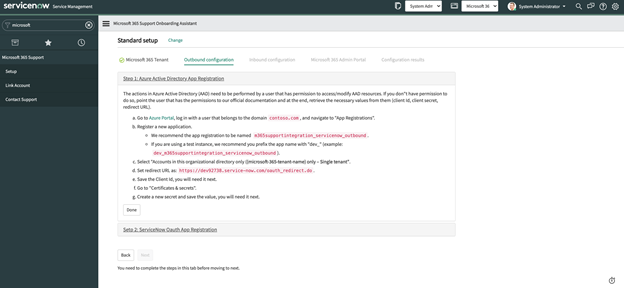 servicenow Service Management
System Adr
Microsoft 36
System Administrator
microsoft
Microsoft 365 Support Onboarding Assistant
Microsoft 365 Support
Setup
Link Account
Contact Support
Standard setup Change
Microsoft 365 Tenant Outbound configuration Inbound configuration Microsoft 365 Admin Portal Configuration results
Step 1: Azure Active Directory App Registration
The actions in Azure Active Directory (AAD) need to be performed by a user that has permission to access/modify AAD resources. If you don't have permission to
do so, point the user that has the permissions to our official documentation and at the end, retrieve the necessary values from them (client Id, client secret,
redirect URL).
a. Go to Azure Portal, log in with a user that belongs to the domain contoso.com, and navigate to "App Registrations".
b. Register a new application.
We recommend the app registration to be named m365supportintegration_servicenow_outbound.
If you are using a test instance, we recommend you prefix the app name with "dev_" (example:
dev_m365supportintegration_servicenow_outbound).
c. Select "Accounts in this organizational directory only ({microsoft-365-tenant-name} only – Single tenant".
d. Set redirect URL as: https://dev92738.service-now.com/oauth_redirect.do.
e. Save the Client Id, you will need it next.
f. Go to "Certificates & secrets".
g. Create a new secret and save the value, you will need it next.
Done
Setp 2: ServiceNow Oauth App Registration
Back Next
You need to complete the steps in this tab before moving to next.